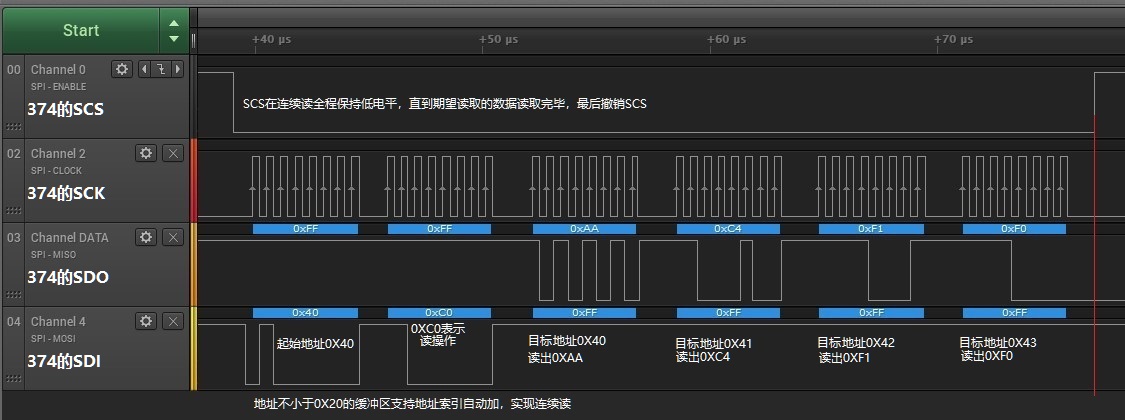 Start
+40 µs
+50 µs
+60 µs
+70 µs
00
Channel 0
SPI - ENABLE
374的SCS
SCS在连续读全程保持低电平，直到期望读取的数据读取完毕，最后撤销SCS
02
Channel 2
SPI - CLOCK
374的SCK
03
Channel DATA
SPI - MISO
374的SDO
0xFF
0xFF
0xAA
0xC4
0xF1
0xF0
04
Channel 4
SPI - MOSI
374的SDI
0x40
0xC0
0xFF
0xFF
0xFF
0xFF
起始地址0X40
0XC0表示
读操作
目标地址0X40
读出0XAA
目标地址0X41
读出0XC4
目标地址0X42
读出0XF1
目标地址0X43
读出0XF0
地址不小于0X20的缓冲区支持地址索引自动加，实现连续读